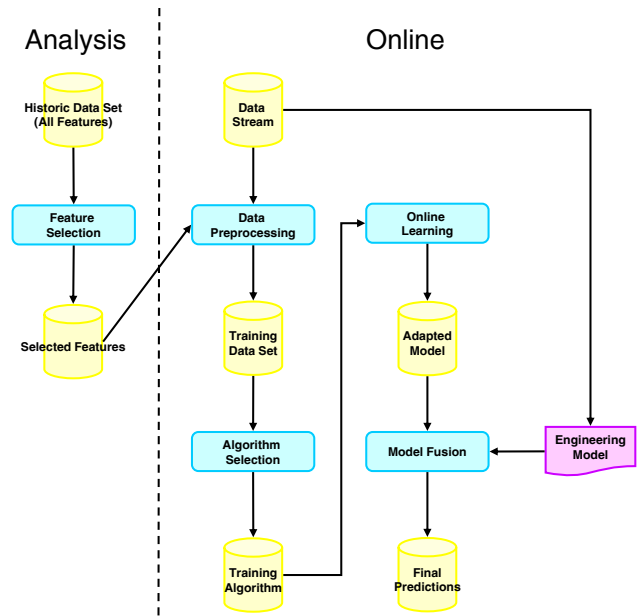 Analysis
Online
Historic Data Set
(All Features)
Data
Stream
Feature
Selection
Data
Preprocessing
Online
Learning
Selected Features
Training
Data Set
Adapted
Model
Algorithm
Selection
Model Fusion
Engineering
Model
Training
Algorithm
Final
Predictions